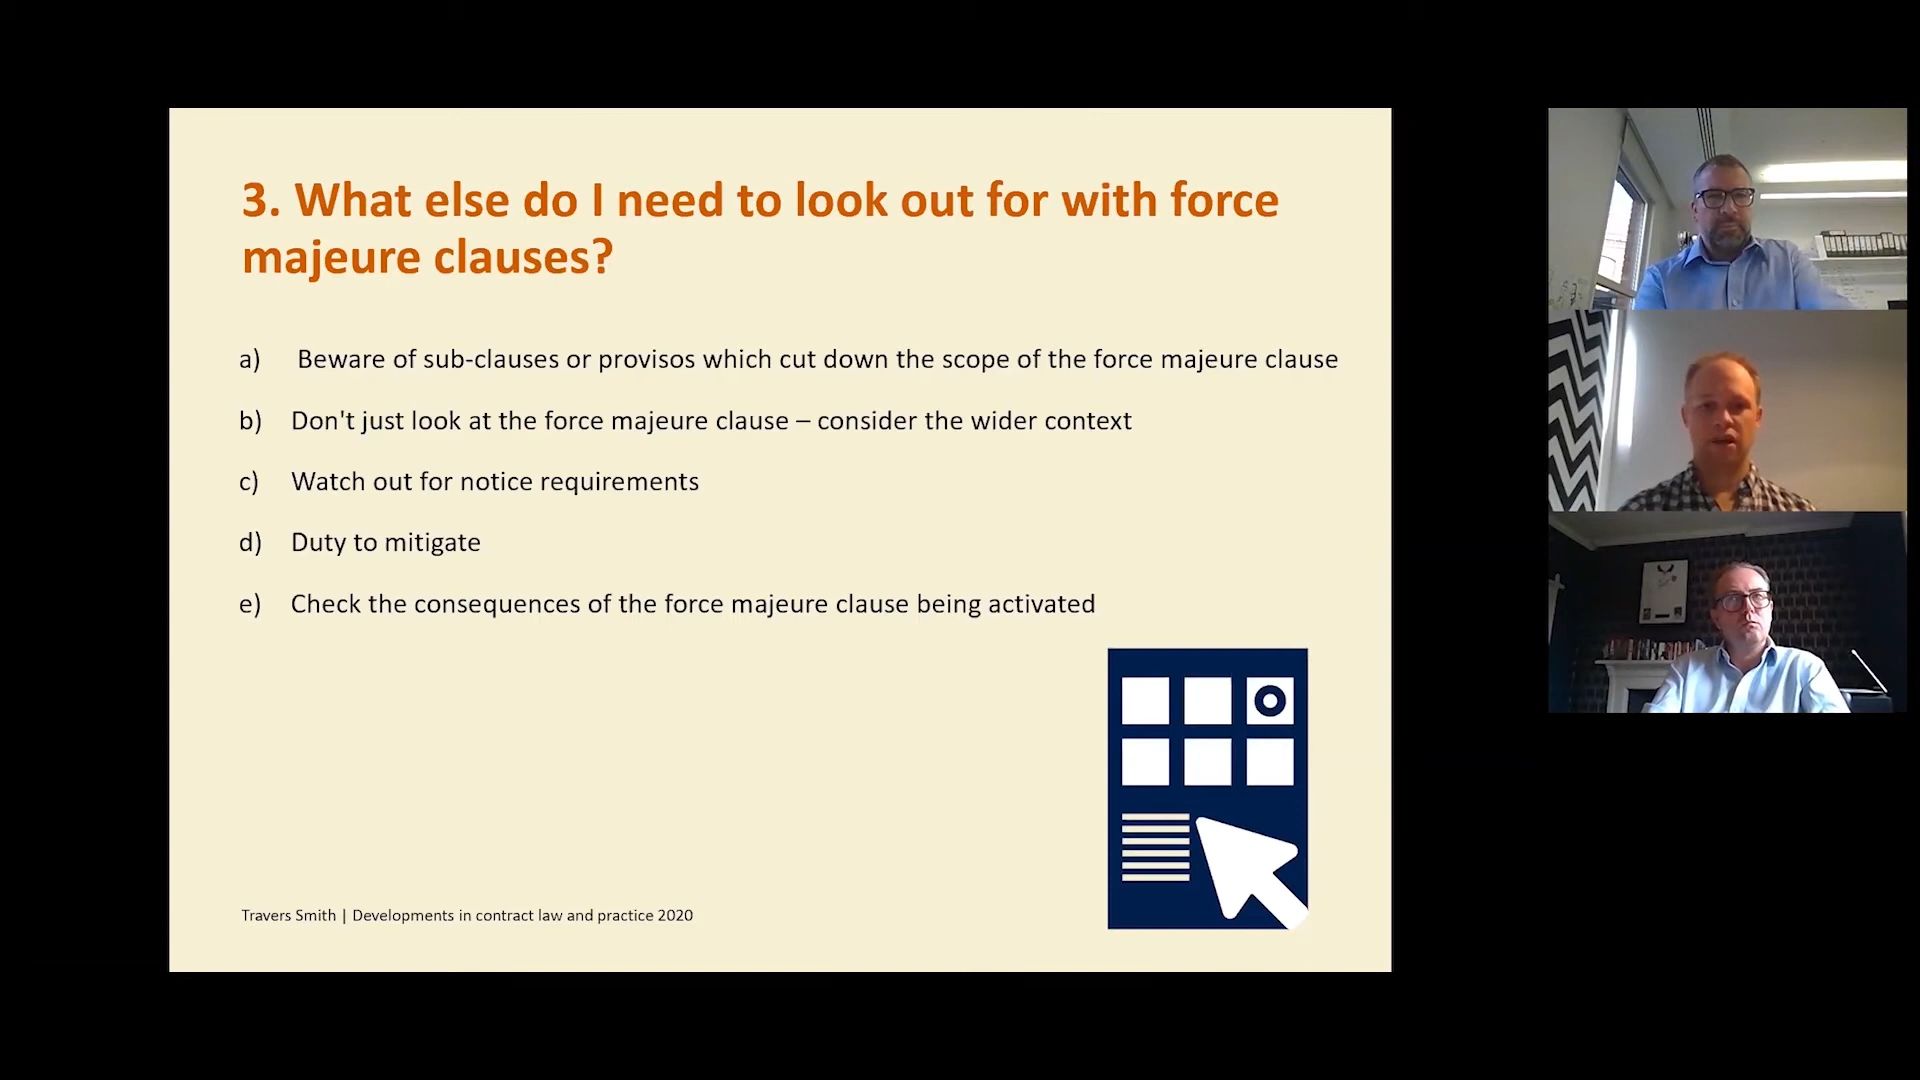 3. What else do I need to look out for with force
majeure clauses?
a) Beware of sub-clauses or provisos which cut down the scope of the force majeure clause
b) Don't just look at the force majeure clause – consider the wider context
c) Watch out for notice requirements
d) Duty to mitigate
e) Check the consequences of the force majeure clause being activated
Travers Smith | Developments in contract law and practice 2020